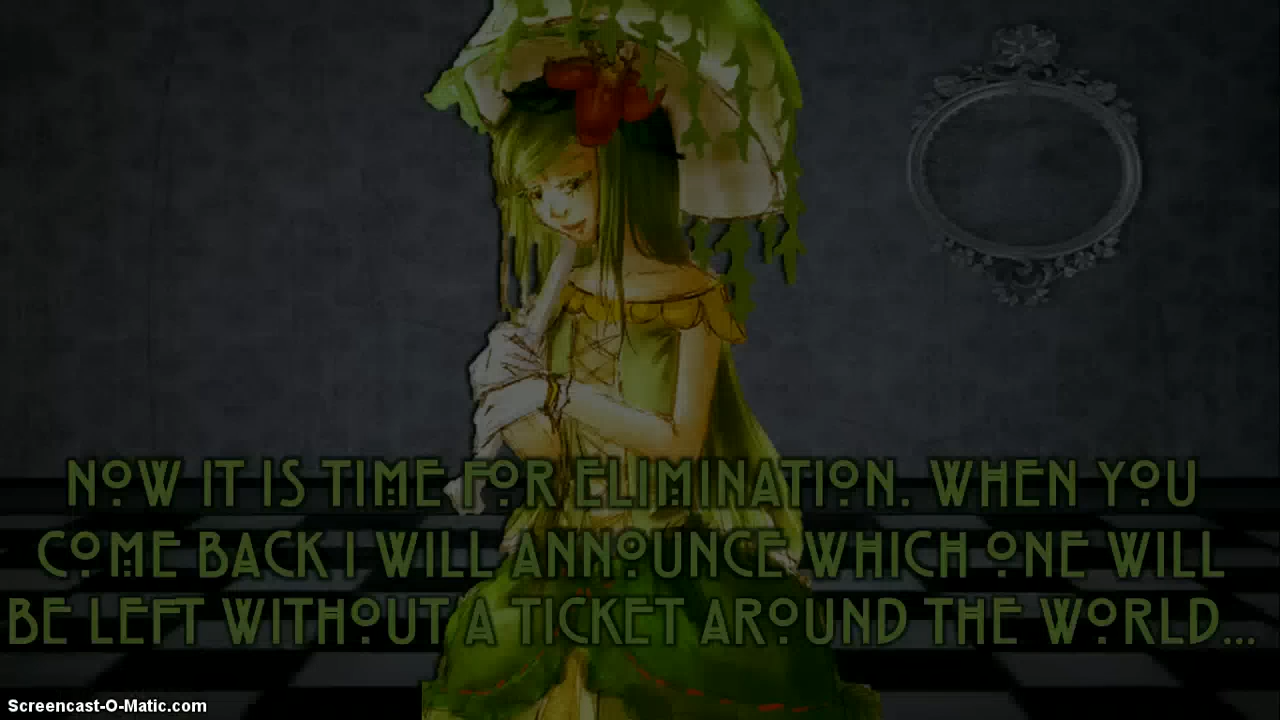 NOW IT IS TIME FOR ELIMINATION. WHEN YOU
COME BACK I WILL ANNOUNCE WHICH ONE WILL
BE LEFT WITHOUT A TICKET AROUND THE WORLD...
Screencast-O-Matic.com